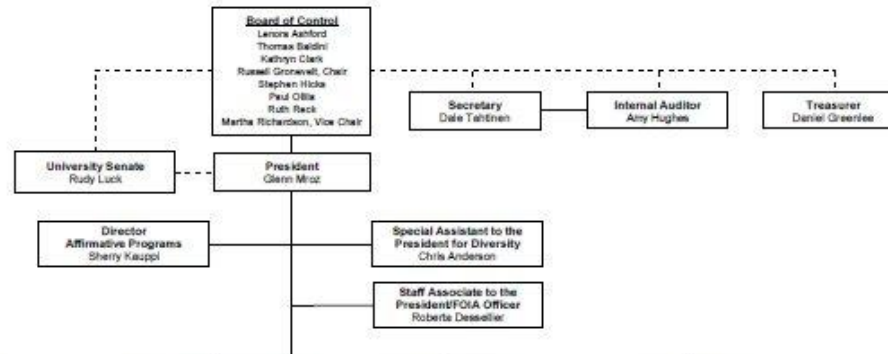 Board of Control
Lenora Ashford
Thomas Baldini
Kathryn Clark
Russell Gronevelt, Chair
Stephen Hicks
Paul Ollila
Ruth Reck
Martha Richardson, Vice Chair
Secretary
Dale Tahtinen
Internal Auditor
Amy Hughes
Treasurer
Daniel Greenlee
University Senate
Rudy Luck
President
Glenn Mroz
Director
Affirmative Programs
Sherry Kauppi
Special Assistant to the
President for Diversity
Chris Anderson
Staff Associate to the
President/FOIA Officer
Roberta Dessellier